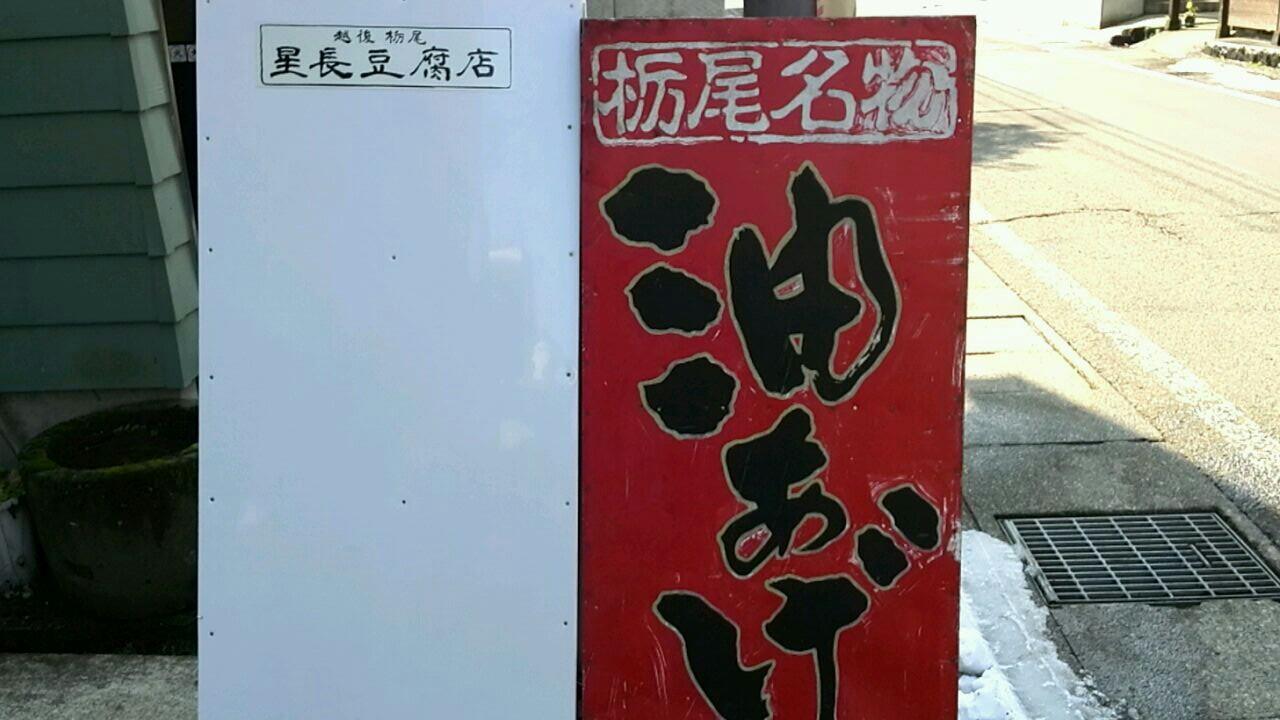 越後 栃尾
星長豆腐店
栃尾名物
油あげ